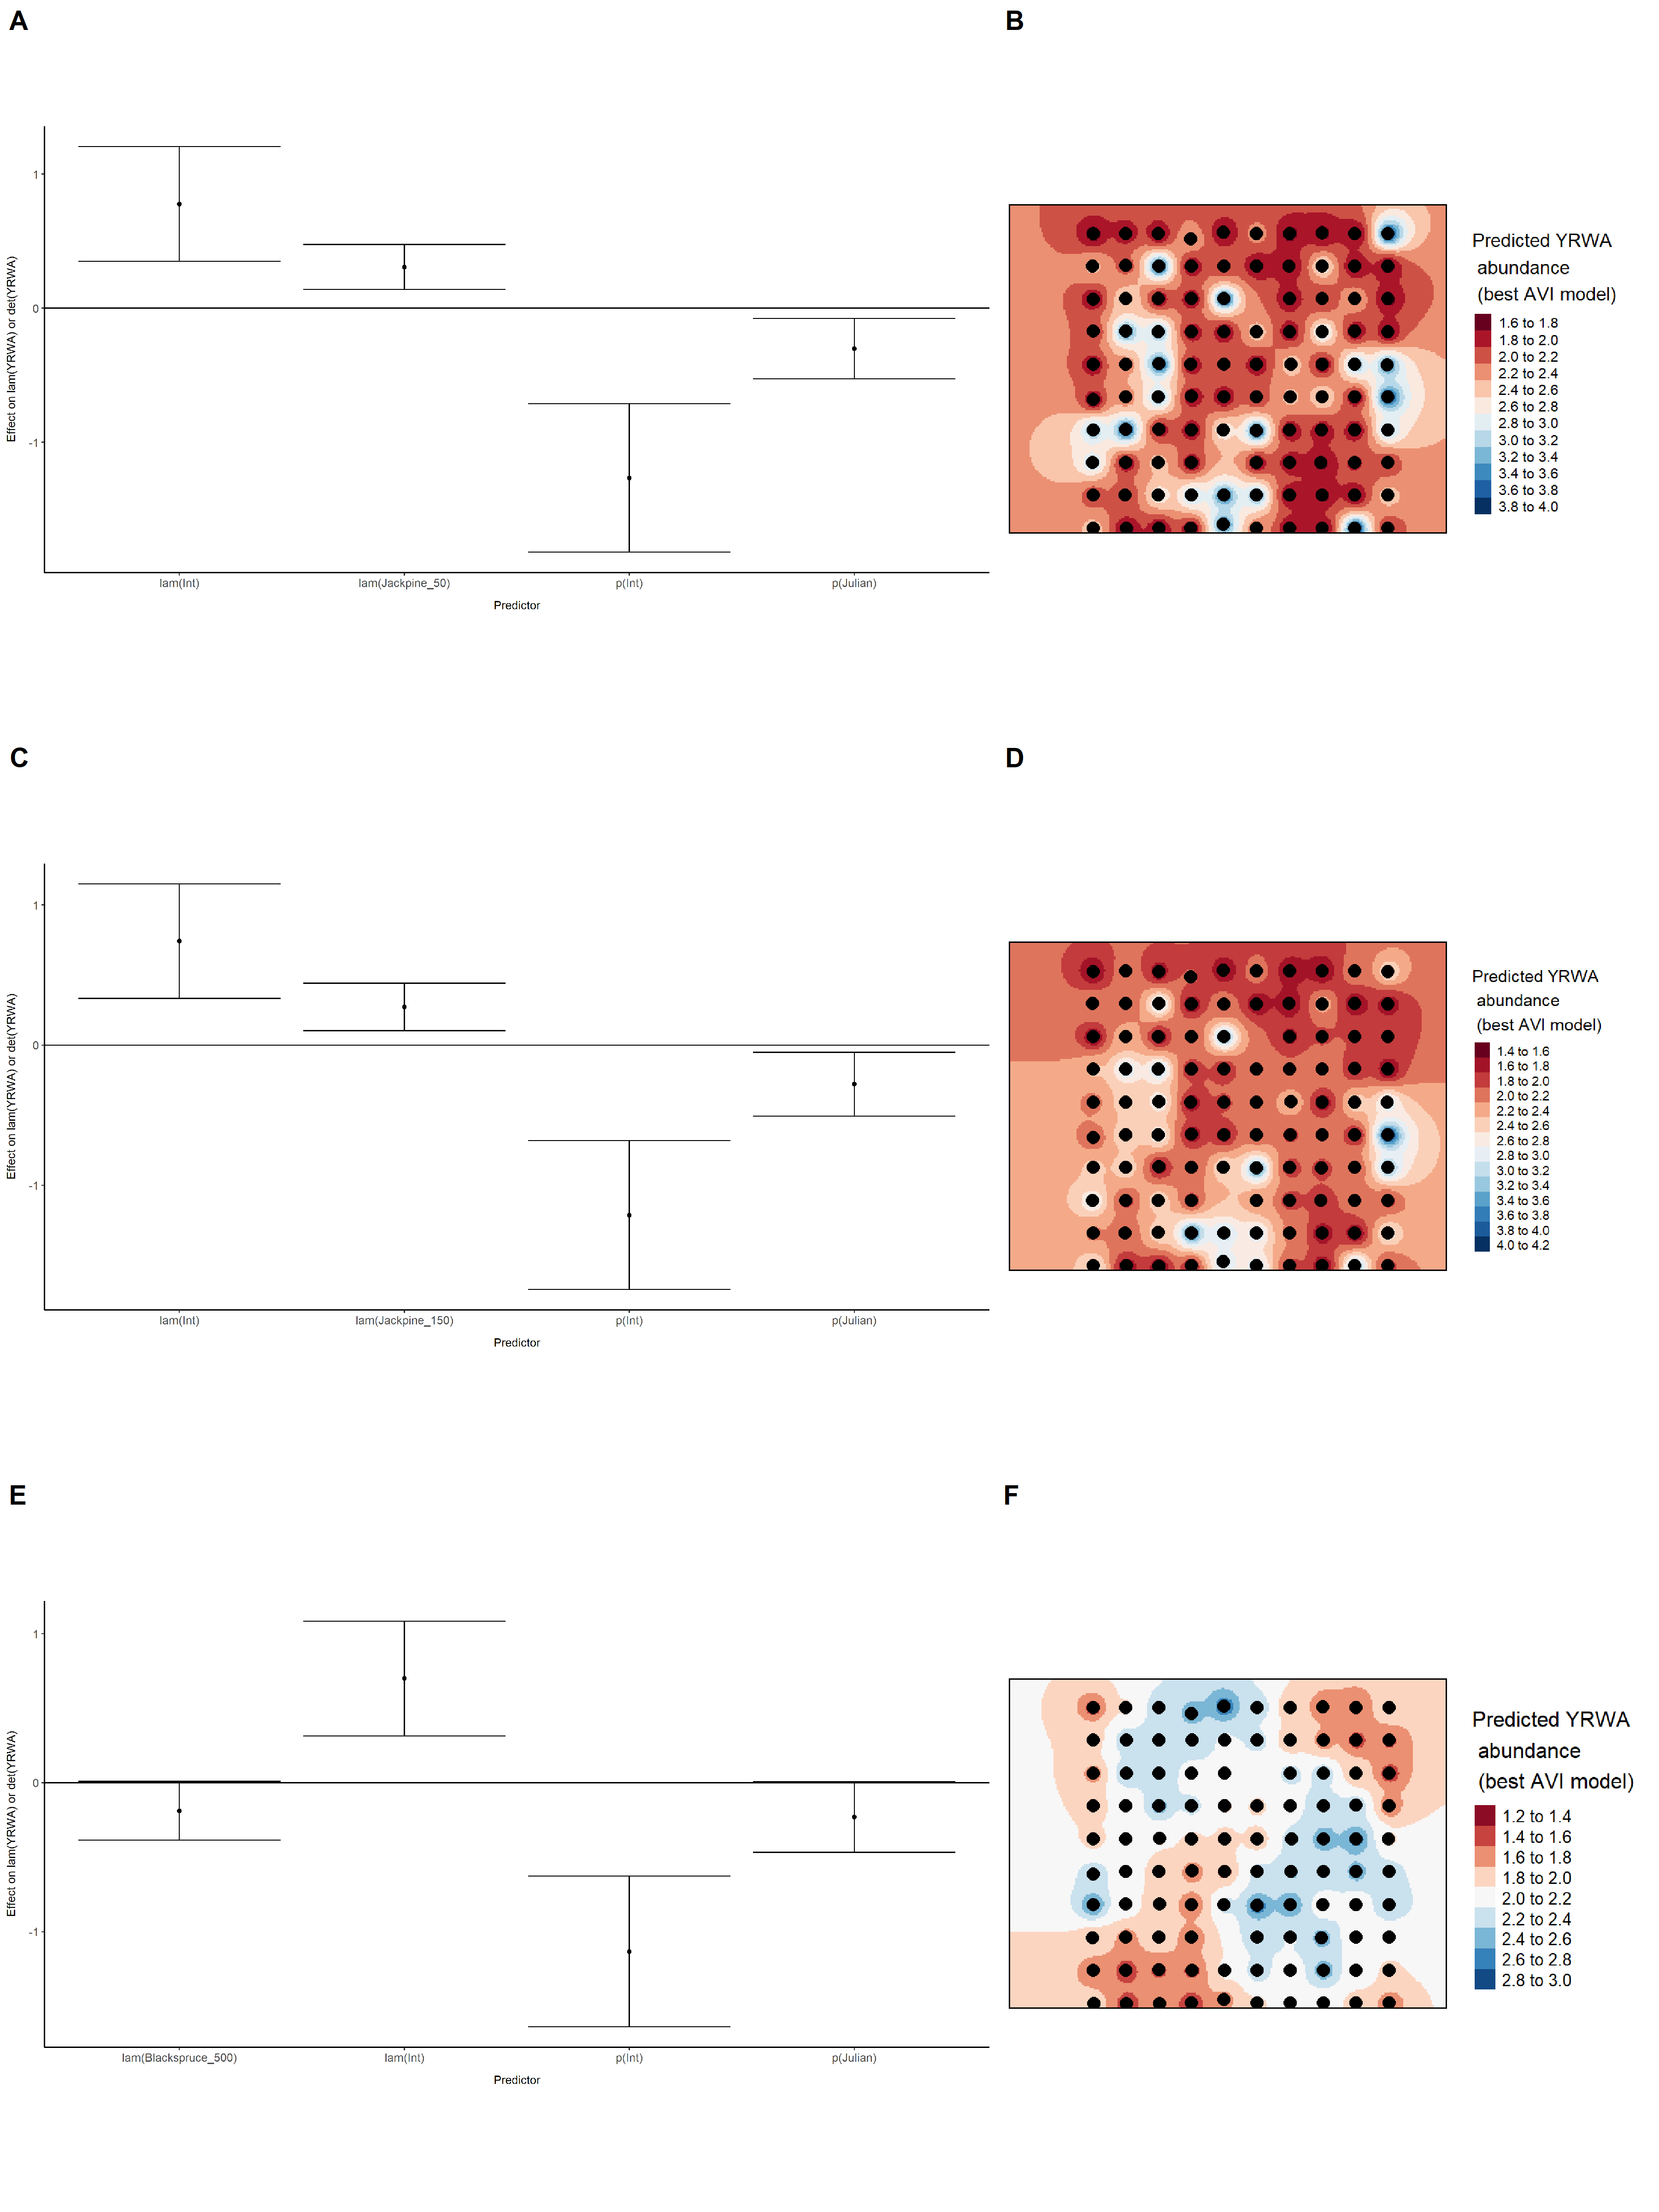 A
B
Effect on lam(YRWA) or det(YRWA)
1
0
-1
lam(Int)
lam(Jackpine_50)
p(Int)
p(Julian)
Predictor
Predicted YRWA
abundance
(best AVI model)
1.6 to 1.8
1.8 to 2.0
2.0 to 2.2
2.2 to 2.4
2.4 to 2.6
2.6 to 2.8
2.8 to 3.0
3.0 to 3.2
3.2 to 3.4
3.4 to 3.6
3.6 to 3.8
3.8 to 4.0
C
D
Effect on lam(YRWA) or det(YRWA)
1
0
-1
lam(Int)
lam(Jackpine_150)
p(Int)
p(Julian)
Predictor
Predicted YRWA
abundance
(best AVI model)
1.4 to 1.6
1.6 to 1.8
1.8 to 2.0
2.0 to 2.2
2.2 to 2.4
2.4 to 2.6
2.6 to 2.8
2.8 to 3.0
3.0 to 3.2
3.2 to 3.4
3.4 to 3.6
3.6 to 3.8
3.8 to 4.0
4.0 to 4.2
E
F
Effect on lam(YRWA) or det(YRWA)
1
0
-1
lam(Blackspruce_500)
lam(Int)
p(Int)
p(Julian)
Predictor
Predicted YRWA
abundance
(best AVI model)
1.2 to 1.4
1.4 to 1.6
1.6 to 1.8
1.8 to 2.0
2.0 to 2.2
2.2 to 2.4
2.4 to 2.6
2.6 to 2.8
2.8 to 3.0